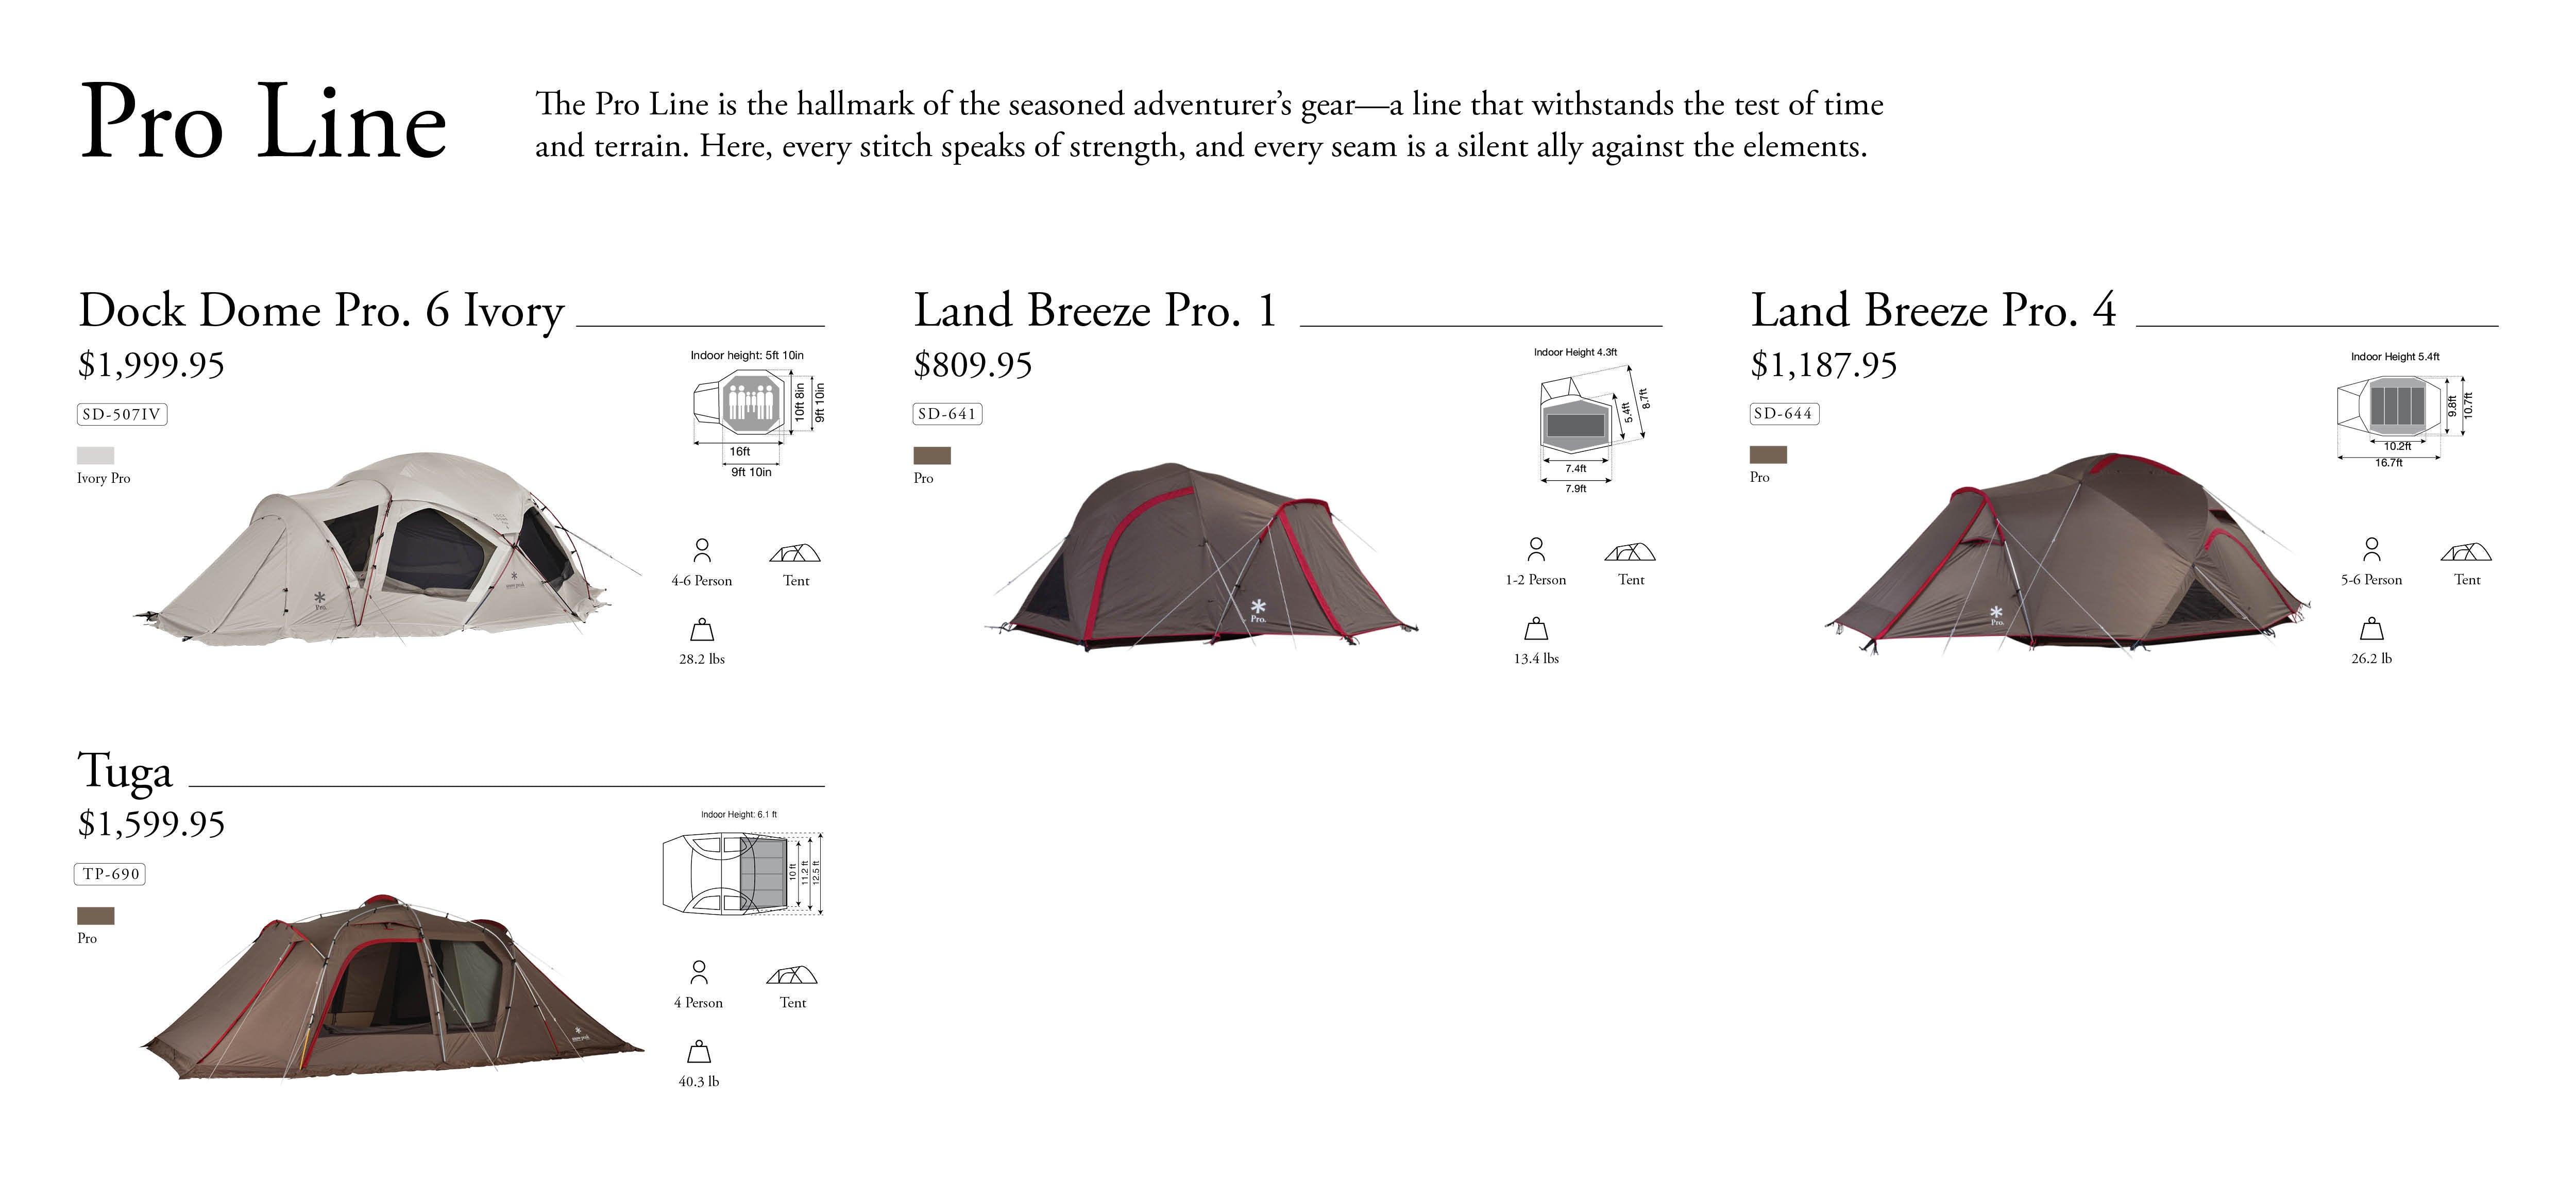 Pro Line
The Pro Line is the hallmark of the seasoned adventurer's gear—a line that withstands the test of time
and terrain. Here, every stitch speaks of strength, and every seam is a silent ally against the elements.
Dock Dome Pro. 6 Ivory
$1,999.95
SD-507IV
Ivory Pro
Indoor height: 5ft 10in
10ft 8in
9ft 10in
16ft
9ft 10in
Pro.
4-6 Person
Tent
28.2 lbs
Land Breeze Pro. 1
$809.95
SD-641
Pro
Indoor Height 4.3ft
5.4ft
8.7ft
7.4ft
7.9ft
Pro.
1-2 Person
Tent
13.4 lbs
Land Breeze Pro. 4
$1,187.95
SD-644
Pro
Indoor Height 5.4ft
9.8ft
10.7ft
10.2ft
16.7ft
Pro.
5-6 Person
Tent
26.2 lb
Tuga
$1,599.95
TP-690
Pro
Indoor Height: 6.1 ft
10 ft
11.2 ft
12.5 ft
4 Person
Tent
40.3 lb